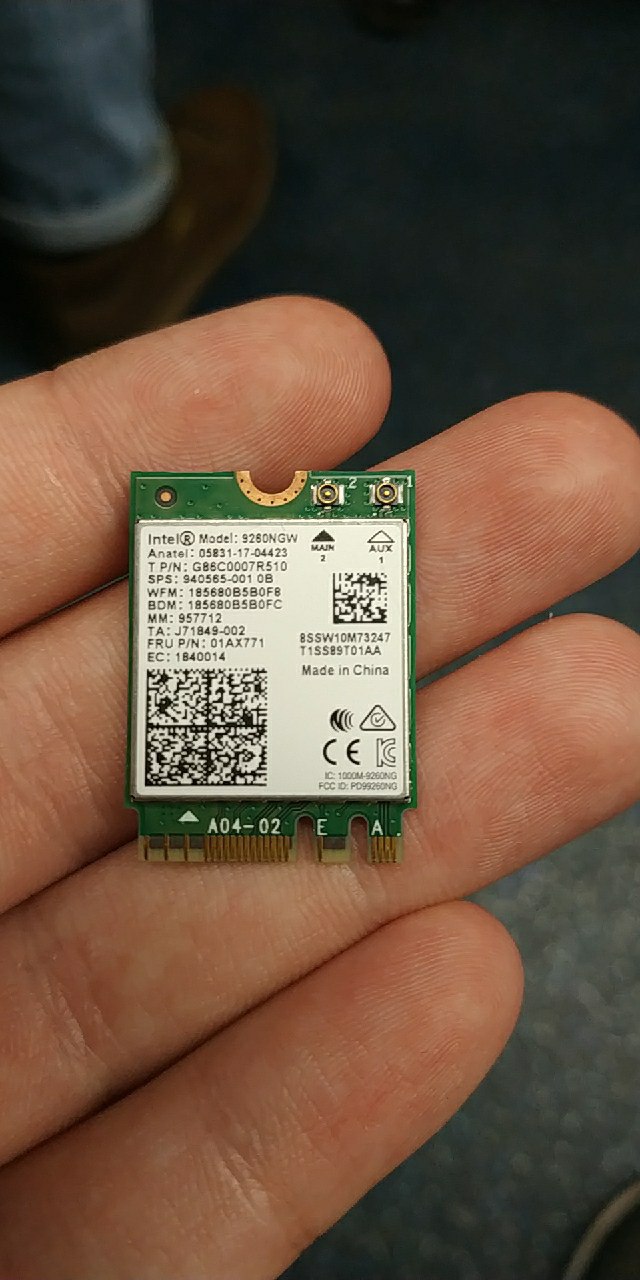 2
1
Intel® Model: 9260NGW
Anatel: 05831-17-04423
T P/N: G86C0007R510
SPS: 940565-001 0B
WFM: 185680B5B0F8
BDM: 185680B5B0FC
MM: 957712
TA: J71849-002
FRU P/N: 01AX771
EC: 1840014
MAIN
2
AUX
1
8SSW10M73247
T1SS89T01AA
Made in China
CE
IC: 1000M-9260NG
FCC ID: PD99260NG
A04-02 E A